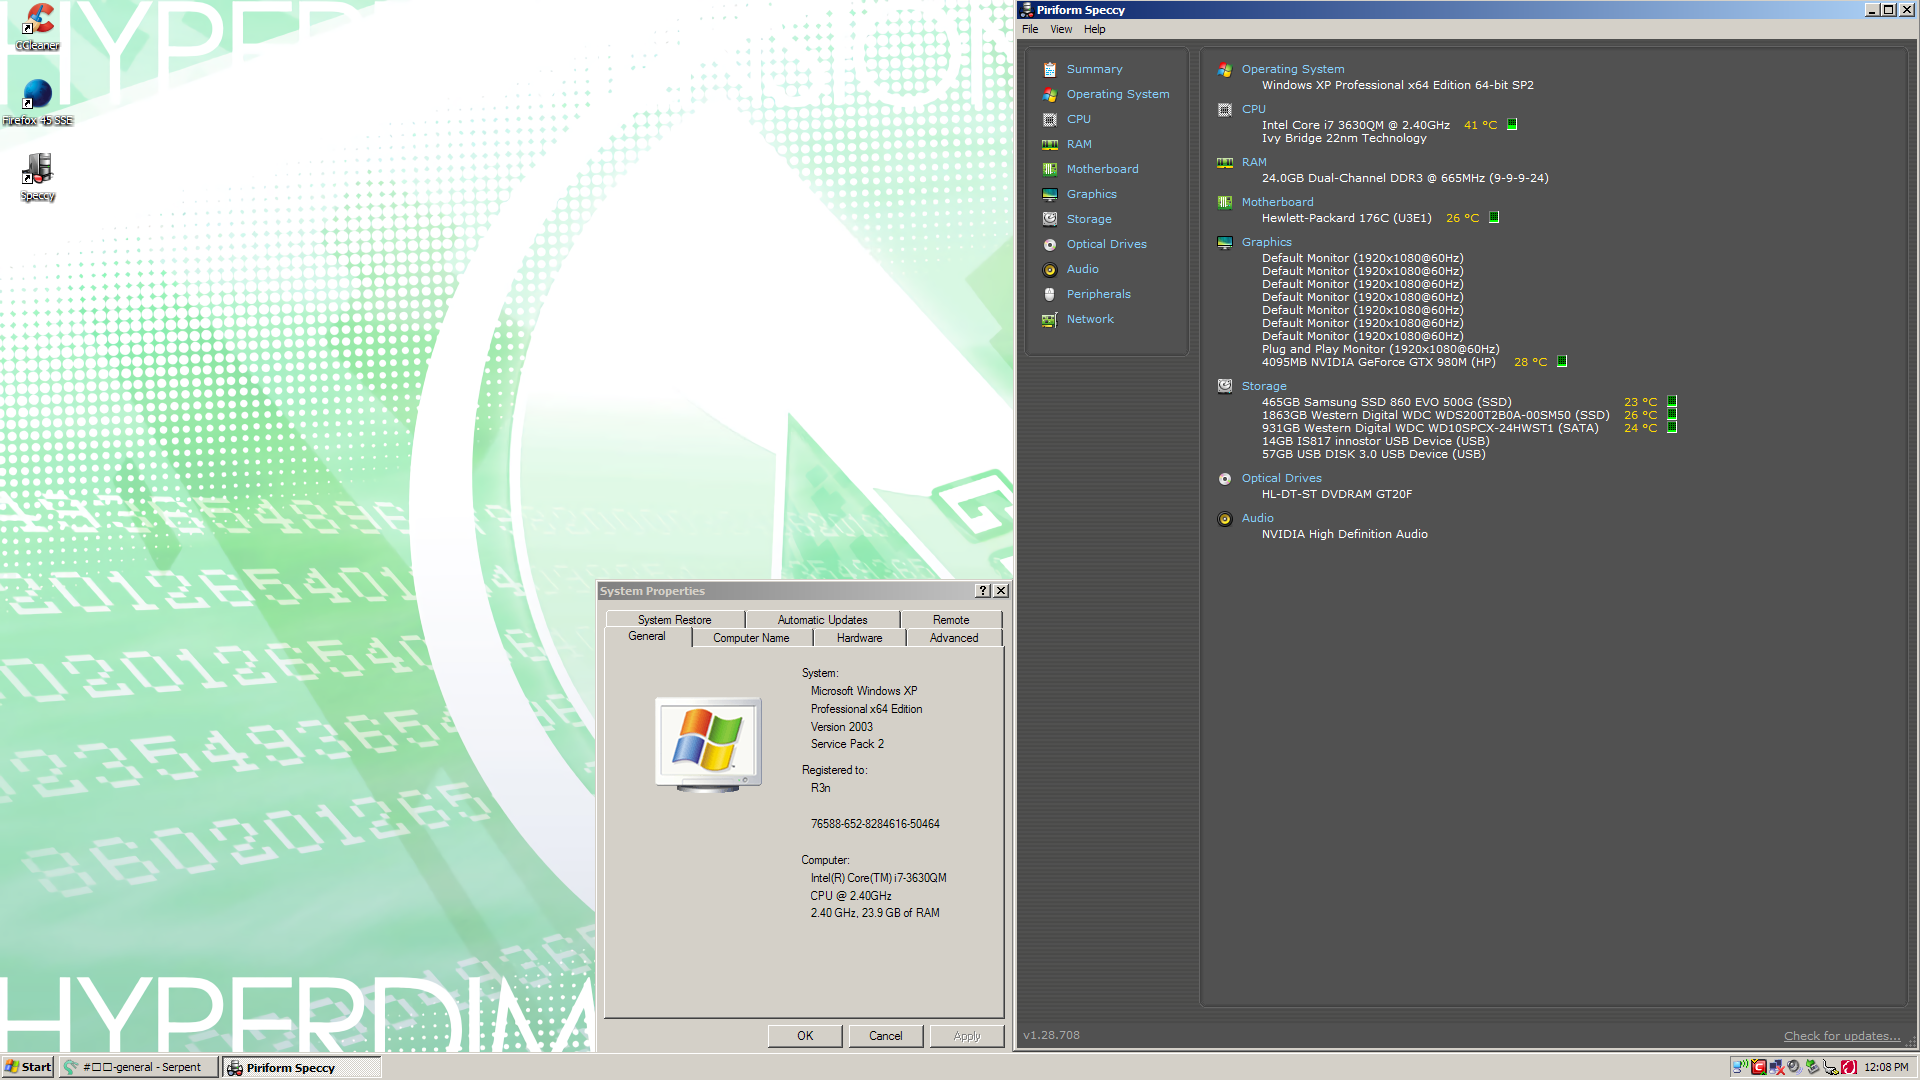 HYPERDIM
CCleaner
Firefox 45 SSE
Speccy
Piriform Speccy
File View Help
Summary
Operating System
CPU
RAM
Motherboard
Graphics
Storage
Optical Drives
Audio
Peripherals
Network
Operating System
Windows XP Professional x64 Edition 64-bit SP2
CPU
Intel Core i7 3630QM @ 2.40GHz 41 °C
Ivy Bridge 22nm Technology
RAM
24.0GB Dual-Channel DDR3 @ 665MHz (9-9-9-24)
Motherboard
Hewlett-Packard 176C (U3E1) 26 °C
Graphics
Default Monitor (1920x1080@60Hz)
Default Monitor (1920x1080@60Hz)
Default Monitor (1920x1080@60Hz)
Default Monitor (1920x1080@60Hz)
Default Monitor (1920x1080@60Hz)
Default Monitor (1920x1080@60Hz)
Default Monitor (1920x1080@60Hz)
Plug and Play Monitor (1920x1080@60Hz)
4095MB NVIDIA GeForce GTX 980M (HP) 28 °C
Storage
465GB Samsung SSD 860 EVO 500G (SSD) 23 °C
1863GB Western Digital WDC WDS200T2B0A-00SM50 (SSD) 26 °C
931GB Western Digital WDC WD10SPCX-24HWST1 (SATA) 24 °C
14GB IS817 innostor USB Device (USB)
57GB USB DISK 3.0 USB Device (USB)
Optical Drives
HL-DT-ST DVDRAM GT20F
Audio
NVIDIA High Definition Audio
v1.28.708
Check for updates...
System Properties
System Restore Automatic Updates Remote
General Computer Name Hardware Advanced
System:
Microsoft Windows XP
Professional x64 Edition
Version 2003
Service Pack 2
Registered to:
R3n
76588-652-8284616-50464
Computer:
Intel(R) Core(TM) i7-3630QM
CPU @ 2.40GHz
2.40 GHz, 23.9 GB of RAM
OK Cancel Apply
HYPERDIM
Start
#□□-general - Serpent
Piriform Speccy
12:08 PM